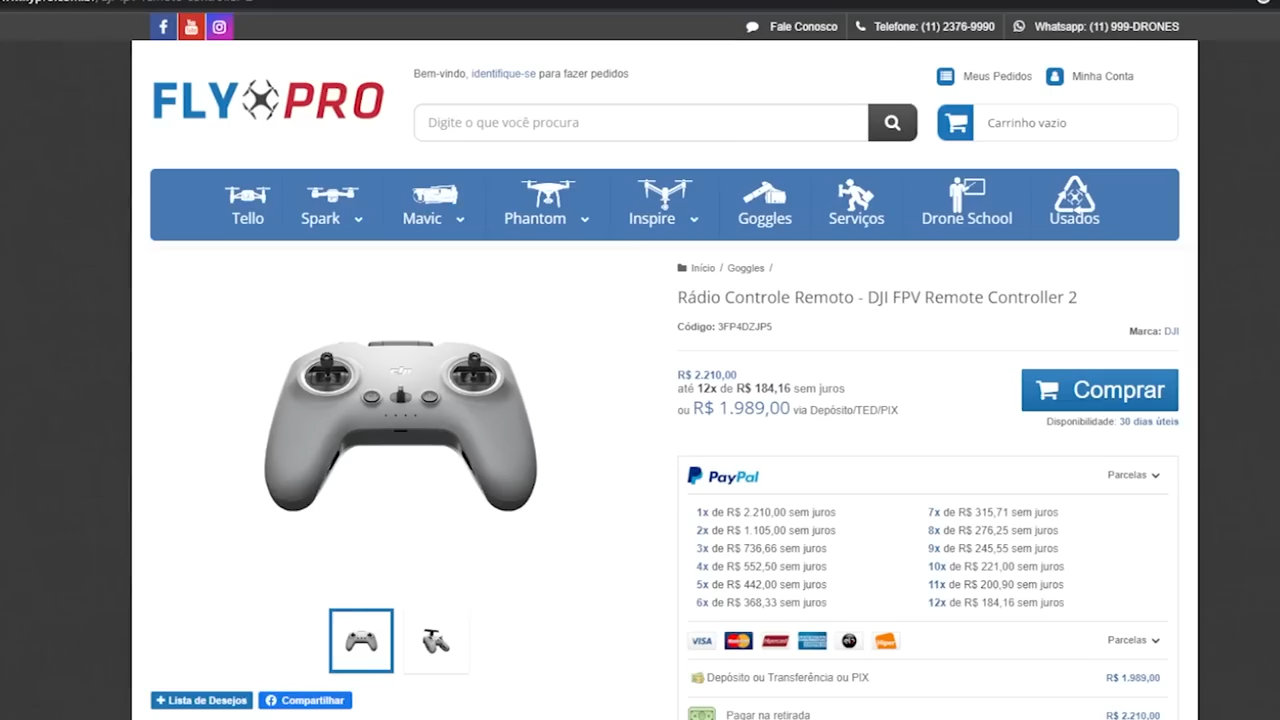 Fale Conosco
Telefone: (11) 2376-9990
Whatsapp: (11) 999-DRONES
FLY PRO
Bem-vindo, identifique-se para fazer pedidos
Meus Pedidos
Minha Conta
Digite o que você procura
Carrinho vazio
Tello
Spark
Mavic
Phantom
Inspire
Goggles
Serviços
Drone School
Usados
Início / Goggles /
Rádio Controle Remoto - DJI FPV Remote Controller 2
Código: 3FP4DZJP5
Marca: DJI
R$ 2.210,00
até 12x de R$ 184,16 sem juros
ou R$ 1.989,00 via Depósito/TED/PIX
Comprar
Disponibilidade: 30 dias úteis
PayPal
Parcelas
1x de R$ 2.210,00 sem juros
2x de R$ 1.105,00 sem juros
3x de R$ 736,66 sem juros
4x de R$ 552,50 sem juros
5x de R$ 442,00 sem juros
6x de R$ 368,33 sem juros
7x de R$ 315,71 sem juros
8x de R$ 276,25 sem juros
9x de R$ 245,55 sem juros
10x de R$ 221,00 sem juros
11x de R$ 200,90 sem juros
12x de R$ 184,16 sem juros
VISA
Parcelas
Depósito ou Transferência ou PIX
R$ 1.989,00
Pagar na retirada
R$ 2.210,00
+ Lista de Desejos
Compartilhar